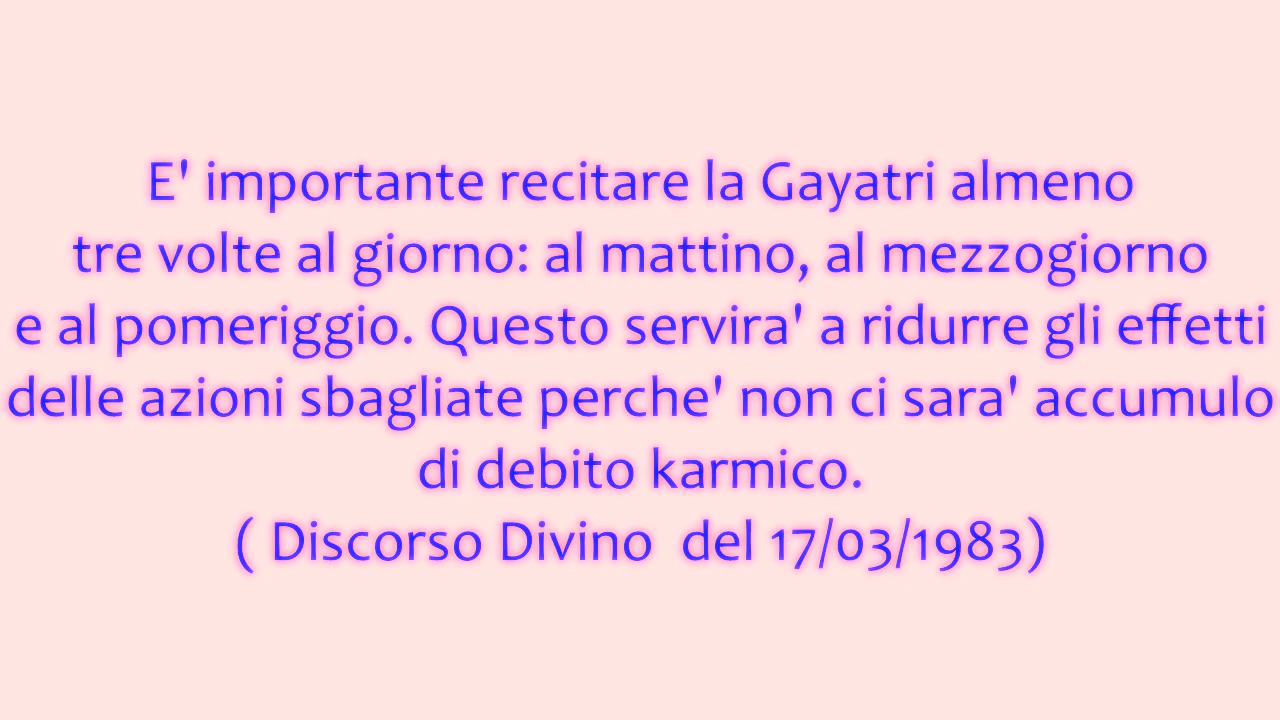 E' importante recitare la Gayatri almeno
tre volte al giorno: al mattino, al mezzogiorno
e al pomeriggio. Questo servira' a ridurre gli effetti
delle azioni sbagliate perche' non ci sara' accumulo
di debito karmico.
( Discorso Divino  del 17/03/1983)